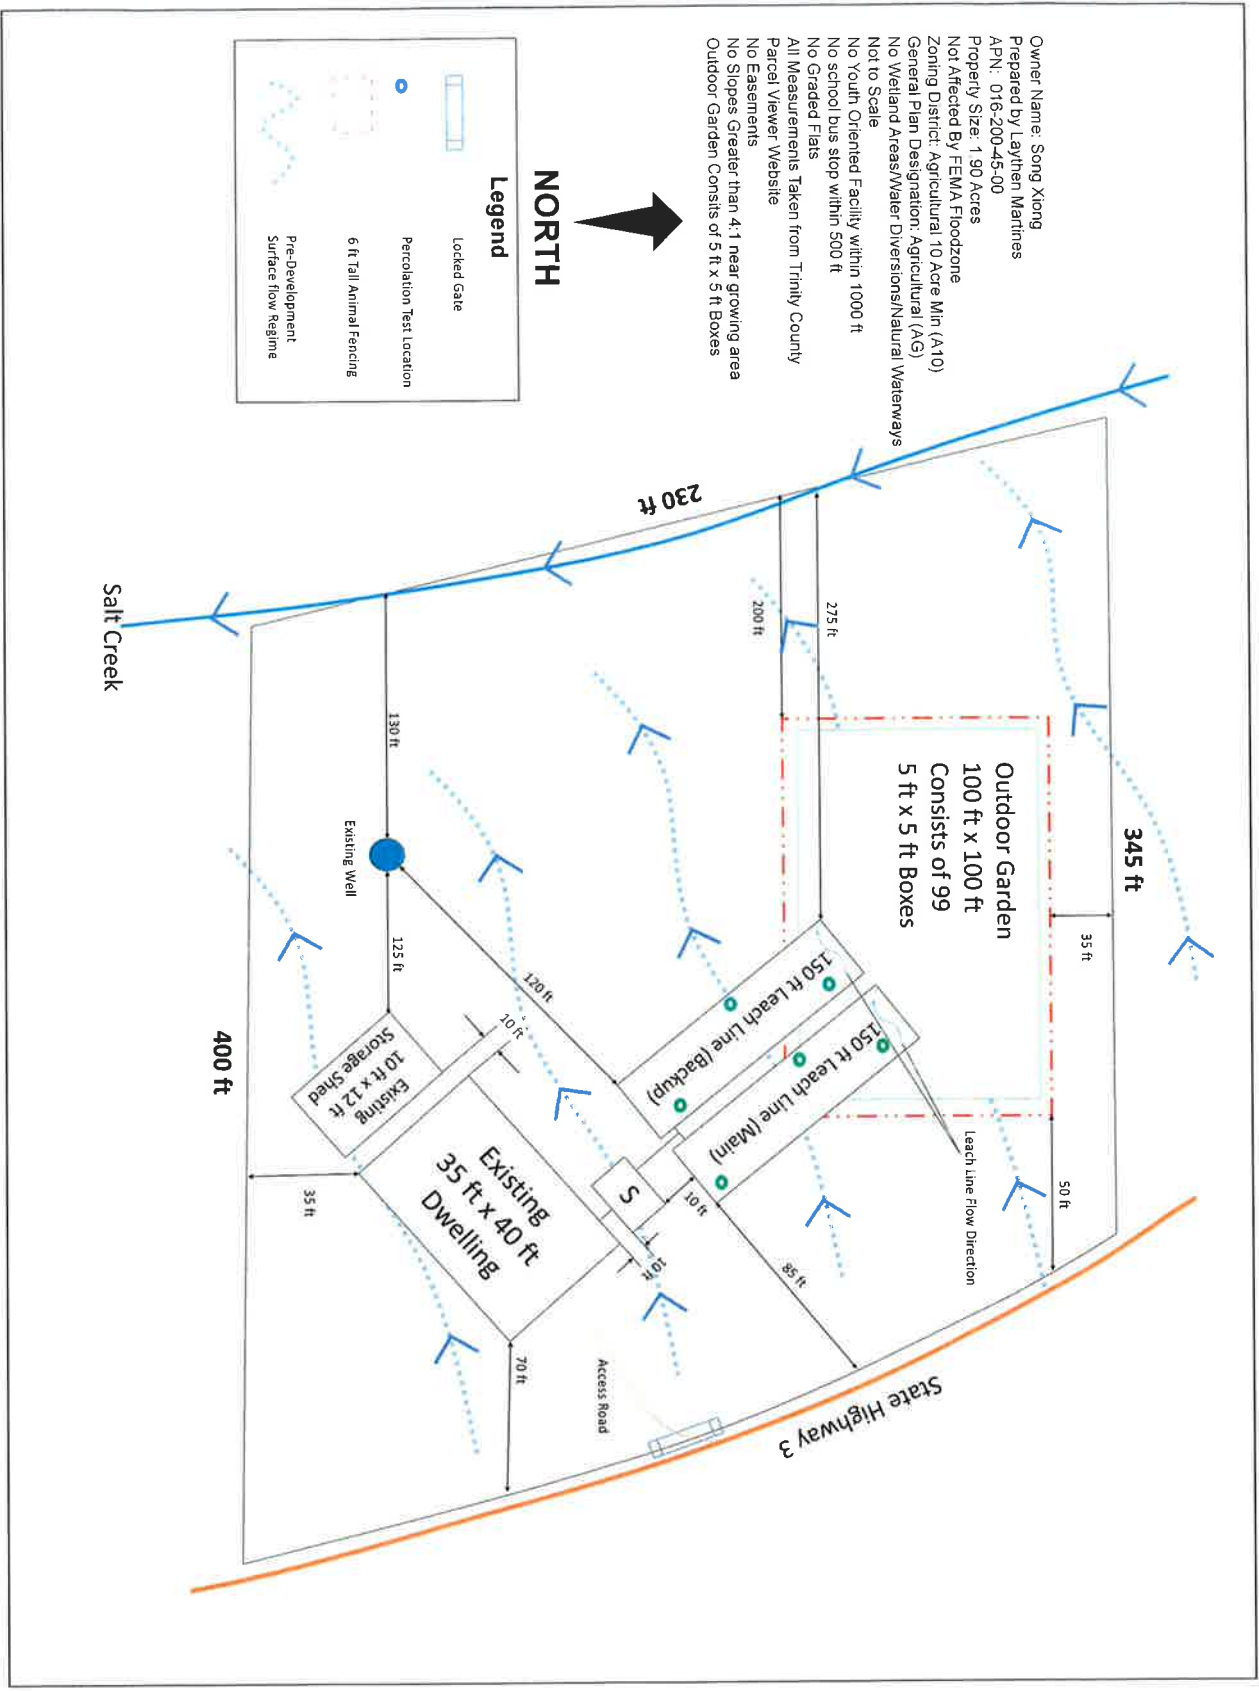 Owner Name: Song Xiong
Prepared by Laythen Martines
APN: 016-200-45-00
Property Size: 1.90 Acres
Not Affected By FEMA Floodzone
Zoning District: Agricultural 10 Acre Min (A10)
General Plan Designation: Agricultural (AG)
No Wetland Areas/Water Diversions/Natural Waterways
Not to Scale
No Youth Oriented Facility within 1000 ft
No school bus stop within 500 ft
No Graded Flats
All Measurements Taken from Trinity County
Parcel Viewer Website
No Easements
No Slopes Greater than 4:1 near growing area
Outdoor Garden Consits of 5 ft x 5 ft Boxes
NORTH
Legend
Locked Gate
Percolation Test Location
6 ft Tall Animal Fencing
Pre-Development
Surface flow Regime
345 ft
35 ft
Outdoor Garden
100 ft x 100 ft
Consists of 99
5 ft x 5 ft Boxes
50 ft
275 ft
200 ft
230 ft
Leach Line Flow Direction
150 ft Leach Line (Backup)
150 ft Leach Line (Main)
85 ft
10 ft
S
10 ft
120 ft
10 ft
130 ft
Existing Well
125 ft
Existing
10 ft x 12 ft
Storage Shed
Existing
35 ft x 40 ft
Dwelling
35 ft
70 ft
Access Road
State Highway 3
400 ft
Salt Creek